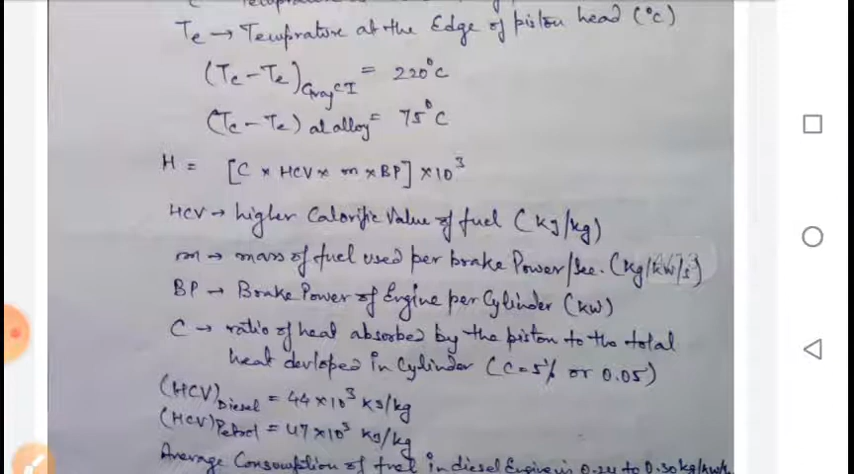 Te → Temprature at the Edge of piston head (°c)
(Tc-Te) Gray CI = 220°C
(Tc-Te) al alloy = 75°C
H = [C × HCV × m × BP] × 10³
HCV → higher Calorific Value of fuel (KJ/kg)
m → mass of fuel used per brake Power/Sec. (Kg/KW/s)
BP → Brake Power of Engine per Cylinder (KW)
C → ratio of heat absorbed by the piston to the total
heat devloped in Cylinder (C=5% or 0.05)
(HCV)Diesel = 44×10³ KJ/kg
(HCV)Petrol = 47×10³ KJ/kg
Average Consumption of fuel in diesel Engine is 0.24 to 0.30 kg/kw/h